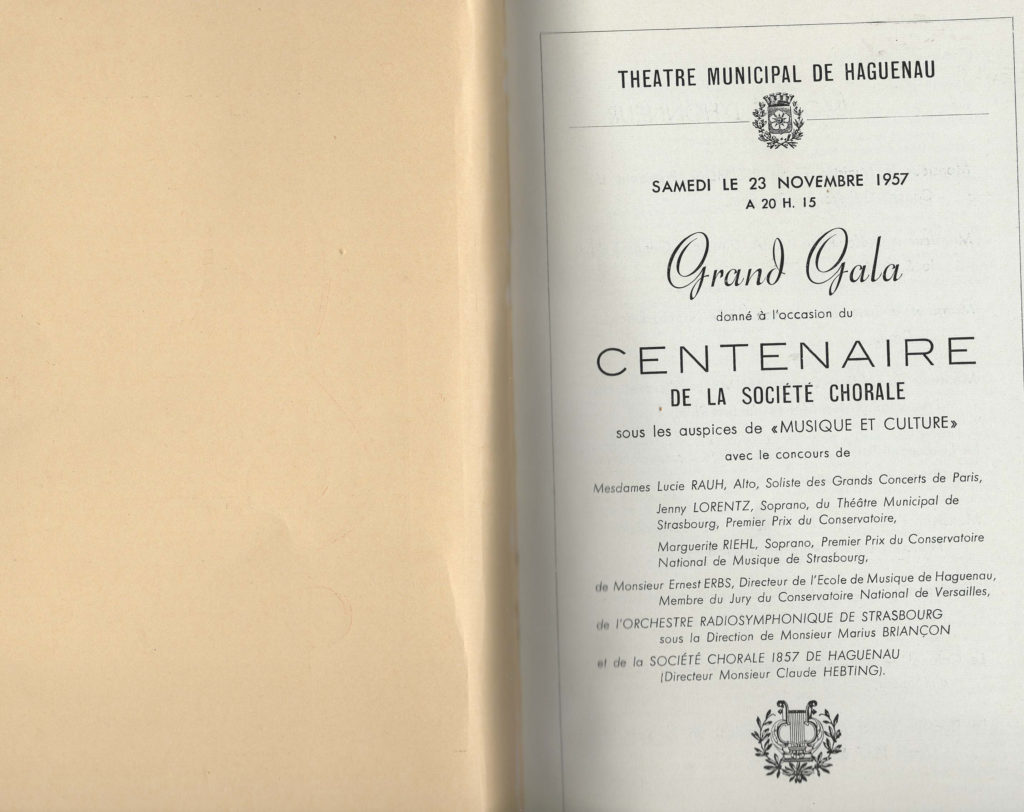 THEATRE MUNICIPAL DE HAGUENAU
SAMEDI LE 23 NOVEMBRE 1957
A 20 H. 15
Grand Gala
donné à l'occasion du
CENTENAIRE
DE LA SOCIÉTÉ CHORALE
sous les auspices de «MUSIQUE ET CULTURE»
avec le concours de
Mesdames Lucie RAUH, Alto, Soliste des Grands Concerts de Paris,
Jenny LORENTZ, Soprano, du Théâtre Municipal de
Strasbourg, Premier Prix du Conservatoire,
Marguerite RIEHL, Soprano, Premier Prix du Conservatoire
National de Musique de Strasbourg,
de Monsieur Ernest ERBS, Directeur de l'Ecole de Musique de Haguenau,
Membre du Jury du Conservatoire National de Versailles,
de l'ORCHESTRE RADIOSYMPHONIQUE DE STRASBOURG
sous la Direction de Monsieur Marius BRIANÇON
et de la SOCIÉTÉ CHORALE 1857 DE HAGUENAU
(Directeur Monsieur Claude HEBTING).